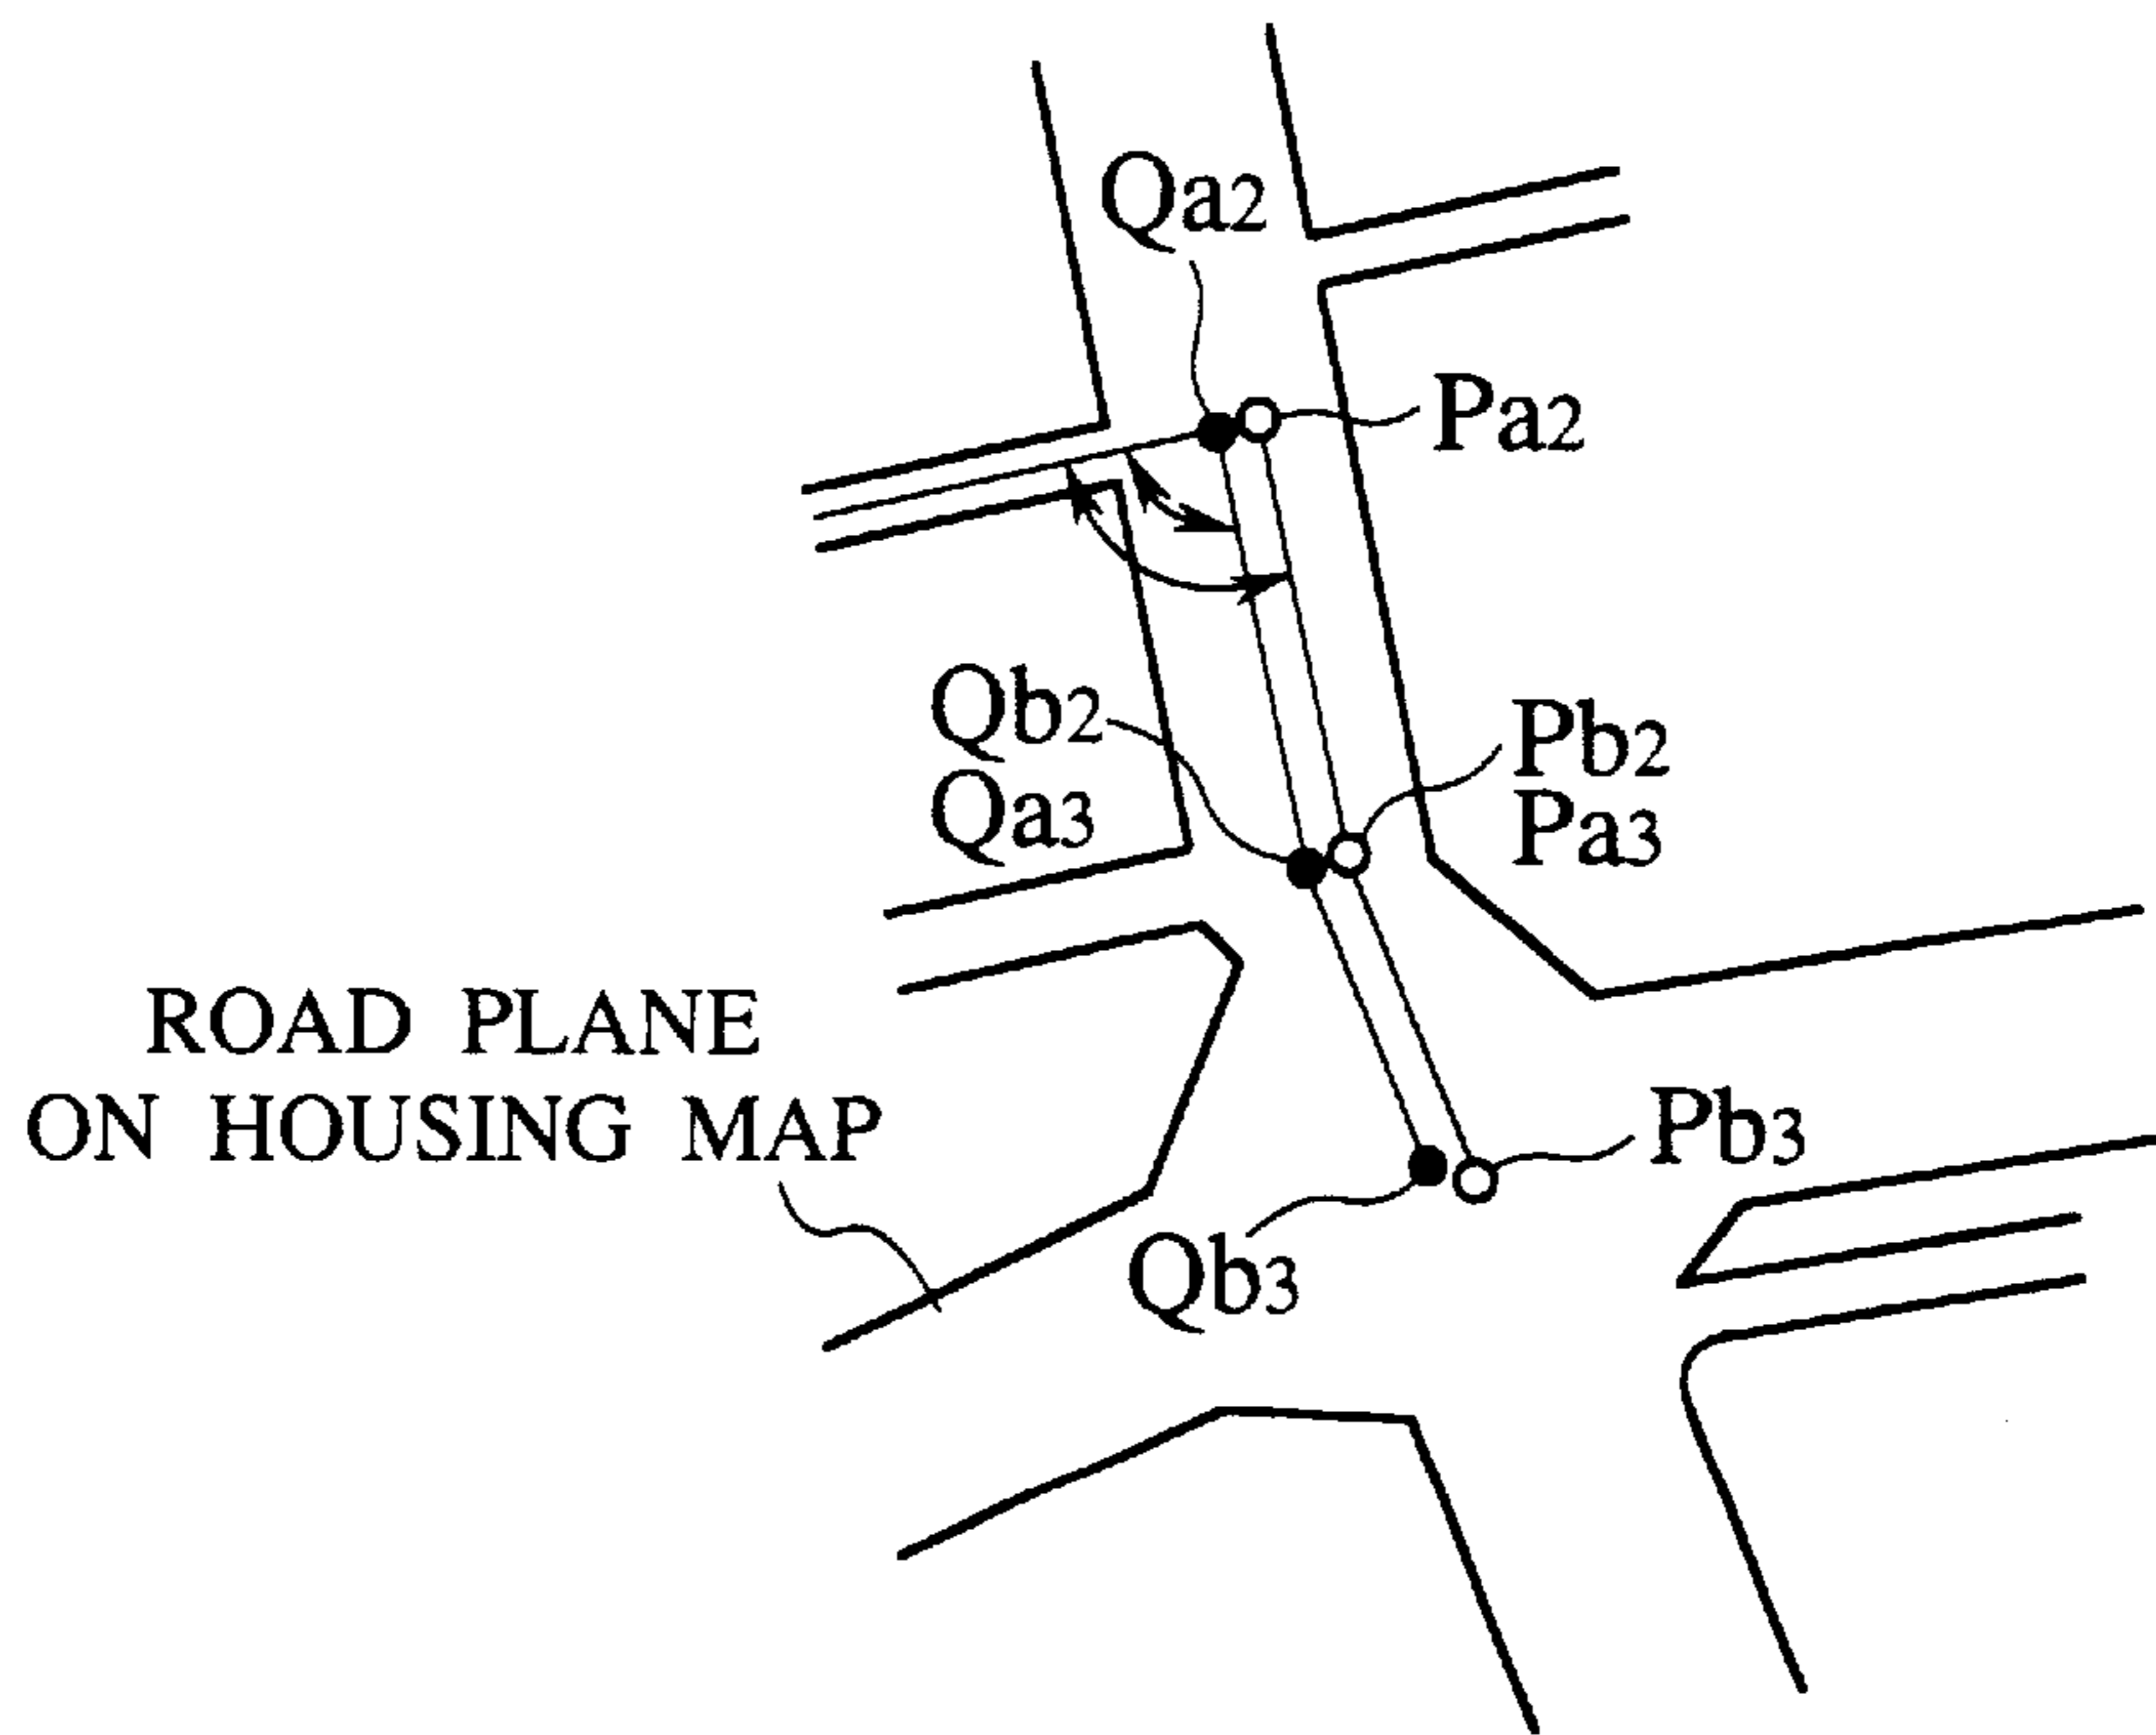 Qa2
Pa2
Qb2
Qa3
Pb2
Pa3
ROAD PLANE
ON HOUSING MAP
Pb3
Qb3